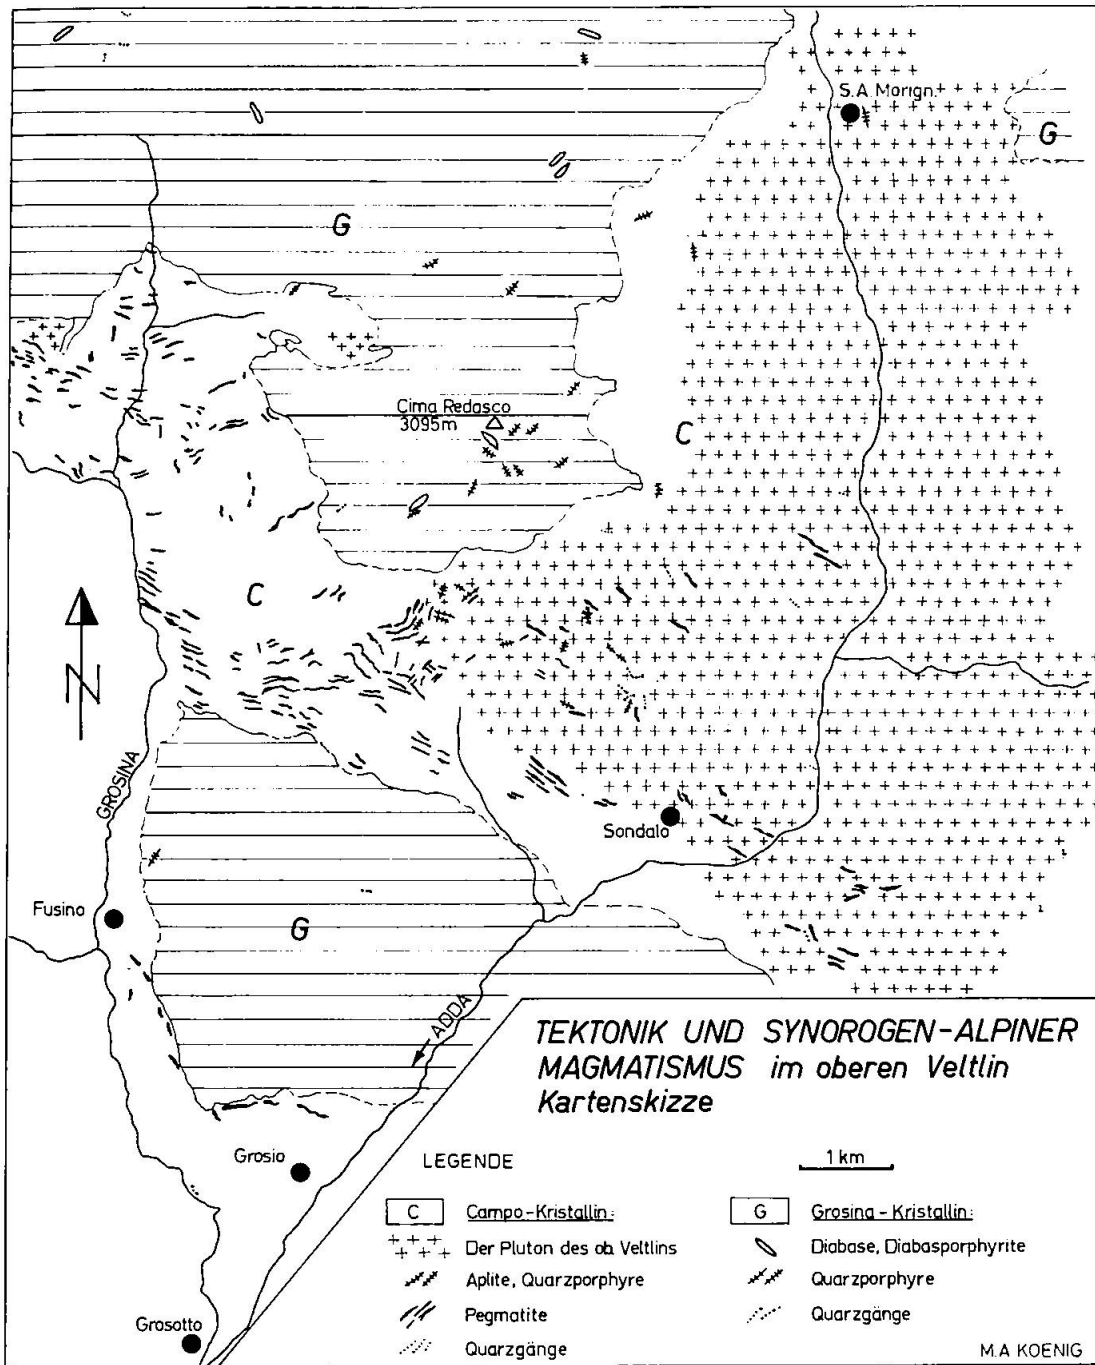 S.A. Morign.
G
G
Cima Redasco
3095m
C
C
N
GROSINA
Sondalo
Fusino
G
ADDA
TEKTONIK UND SYNOROGEN-ALPINER
MAGMATISMUS im oberen Veltlin
Kartenskizze
Grosio
LEGENDE
1 km
C Campo-Kristallin:
Der Pluton des ob. Veltlins
Aplite, Quarzporphyre
Pegmatite
Quarzgänge
G Grosina-Kristallin:
Diabase, Diabasporphyrite
Quarzporphyre
Quarzgänge
Grosotto
M.A KOENIG